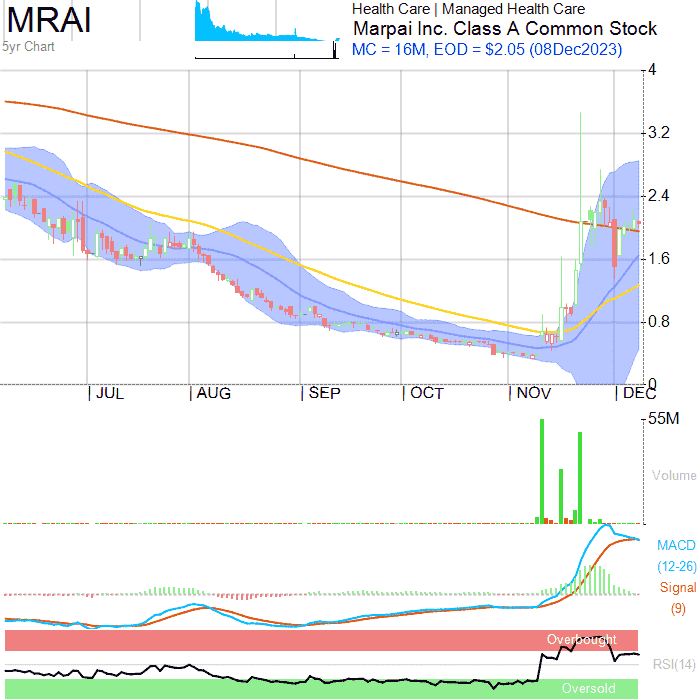 MRAI
5yr Chart
Health Care | Managed Health Care
Marpai Inc. Class A Common Stock
MC = 16M, EOD = $2.05 (08Dec2023)
4
3.2
2.4
1.6
0.8
0
JUL AUG SEP OCT NOV DEC
55M
Volume
MACD
(12-26)
Signal
(9)
Overbought
RSI(14)
Oversold